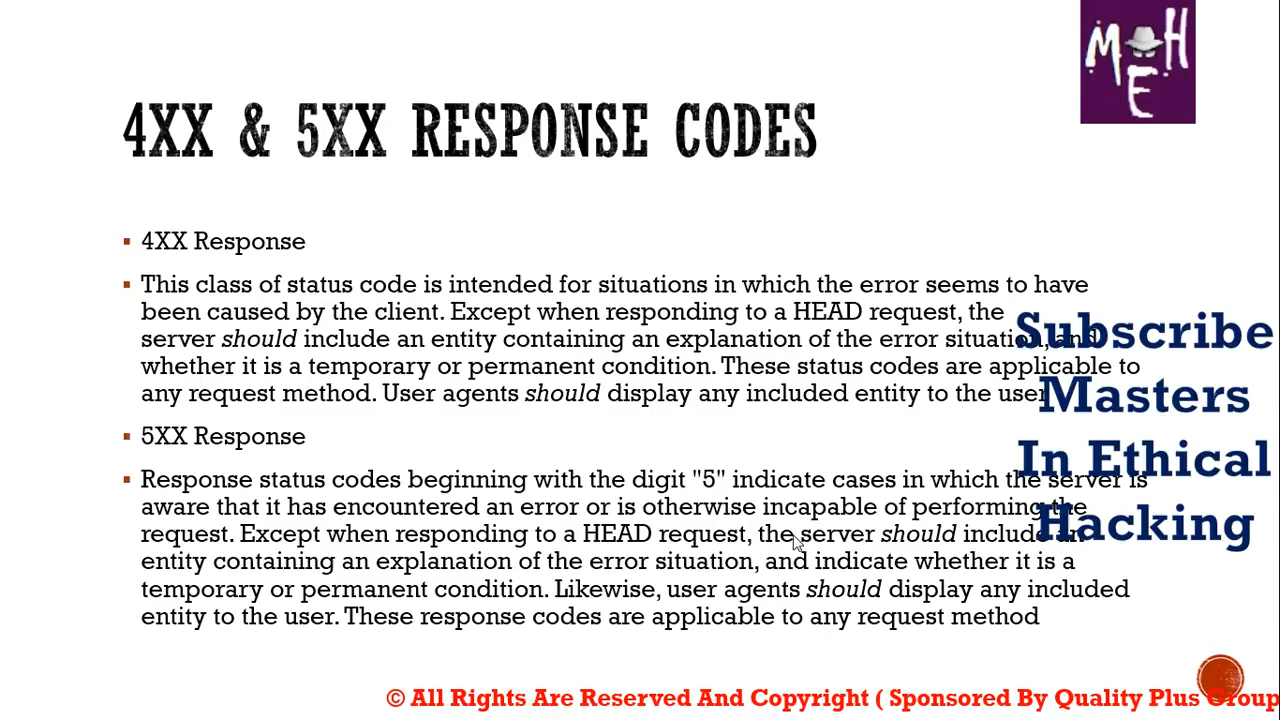 M H
E
4XX & 5XX RESPONSE CODES
4XX Response
This class of status code is intended for situations in which the error seems to have
been caused by the client. Except when responding to a HEAD request, the
server should include an entity containing an explanation of the error situation, and
whether it is a temporary or permanent condition. These status codes are applicable to
any request method. User agents should display any included entity to the user.
5XX Response
Response status codes beginning with the digit "5" indicate cases in which the server is
aware that it has encountered an error or is otherwise incapable of performing the
request. Except when responding to a HEAD request, the server should include an
entity containing an explanation of the error situation, and indicate whether it is a
temporary or permanent condition. Likewise, user agents should display any included
entity to the user. These response codes are applicable to any request method
Subscribe
Masters
In Ethical
Hacking
© All Rights Are Reserved And Copyright ( Sponsored By Quality Plus Group